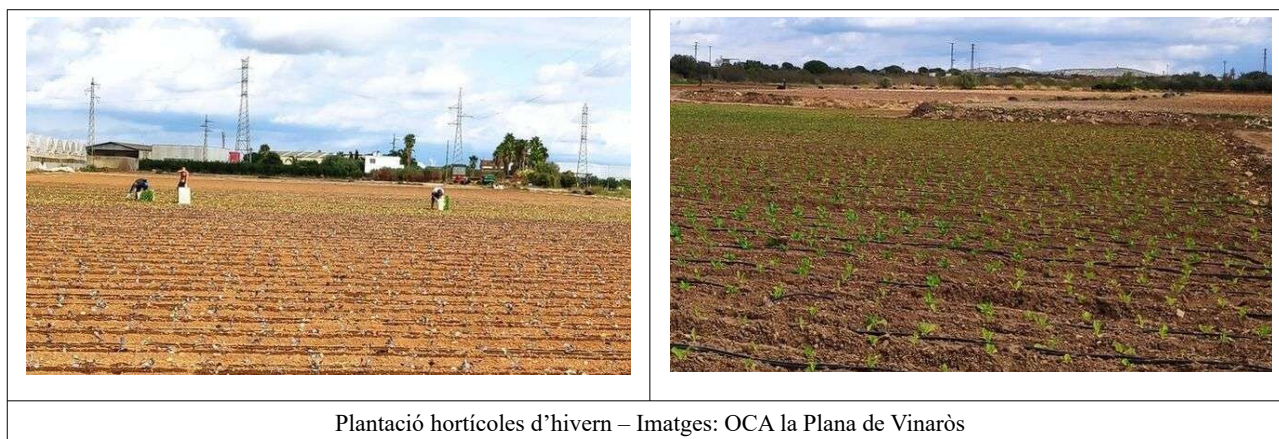 Plantació hortícoles d’hivern – Imatges: OCA la Plana de Vinaròs